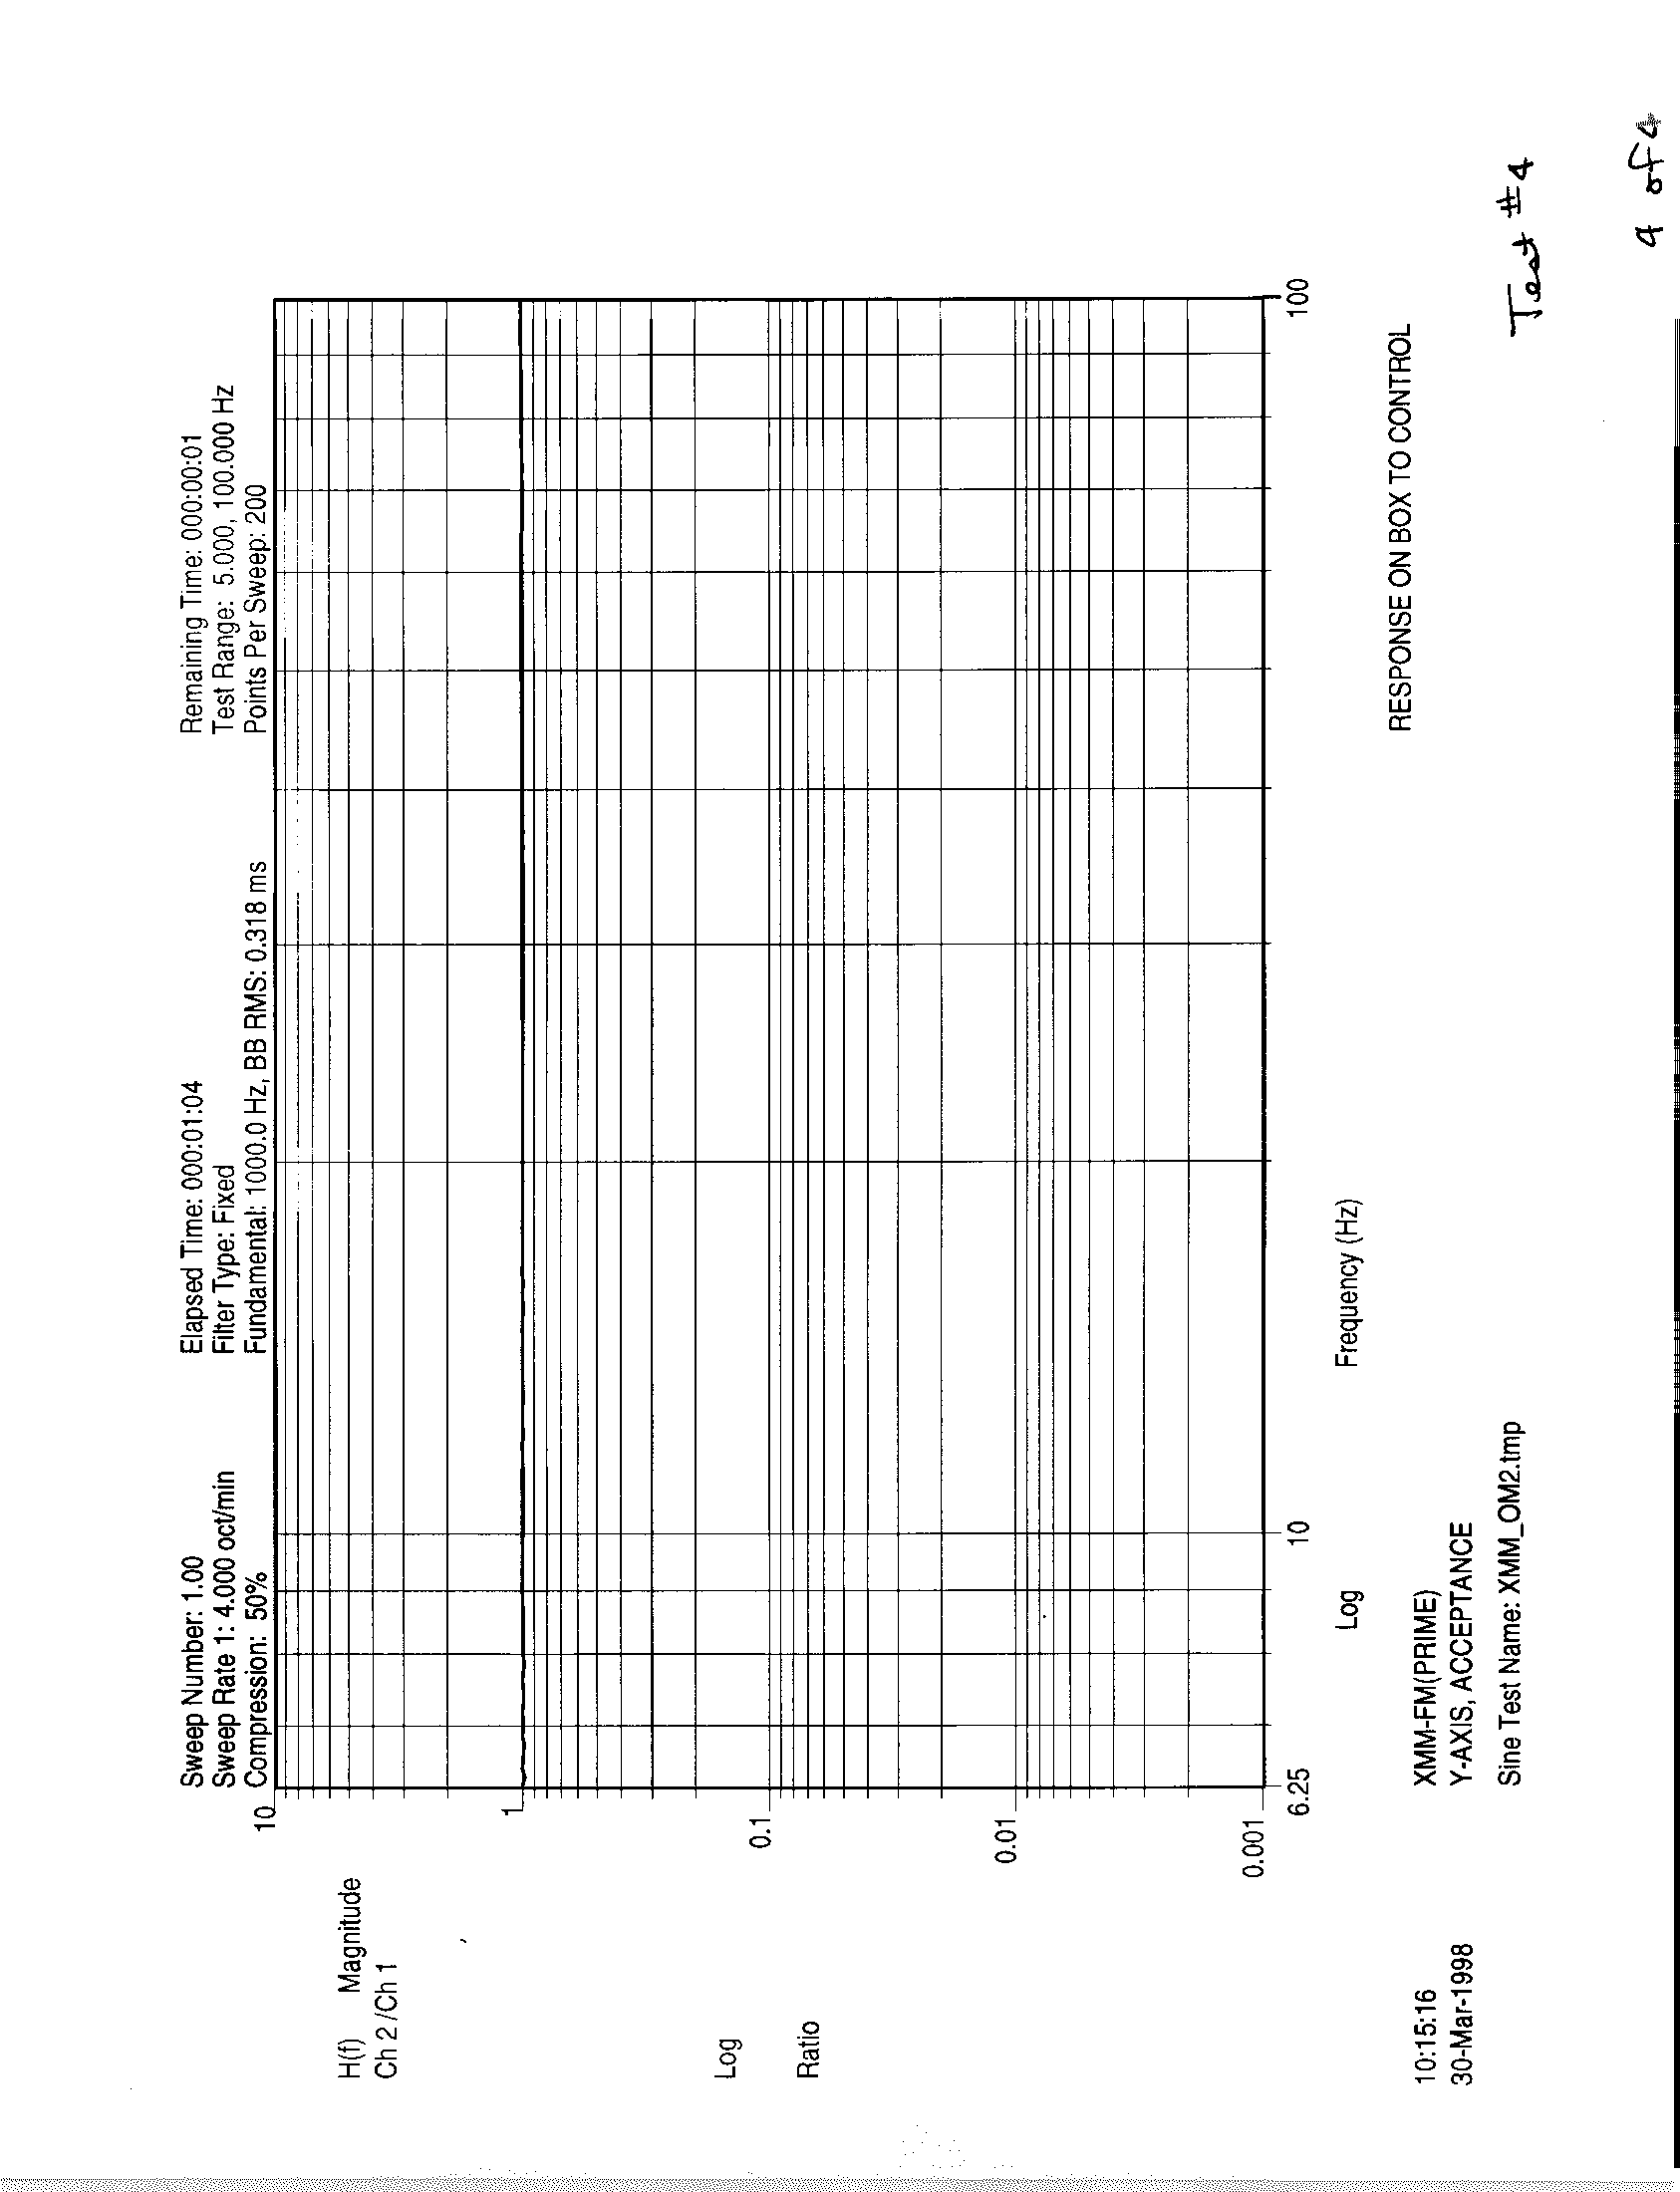 Sweep Number: 1.00
Sweep Rate 1: 4.000 oct/min
Compression: 50%
Elapsed Time: 000:01:04
Filter Type: Fixed
Fundamental: 1000.0 Hz, BB RMS: 0.318 ms
Remaining Time: 000:00:01
Test Range: 5.000, 100.000 Hz
Points Per Sweep: 200
H(f) Magnitude
Ch 2 /Ch 1
Log
Ratio
10
1
0.1
0.01
0.001
6.25
10
100
Log
Frequency (Hz)
RESPONSE ON BOX TO CONTROL
10:15:16
30-Mar-1998
XMM-FM(PRIME)
Y-AXIS, ACCEPTANCE
Sine Test Name: XMM_OM2.tmp
Test #4
4 of 4